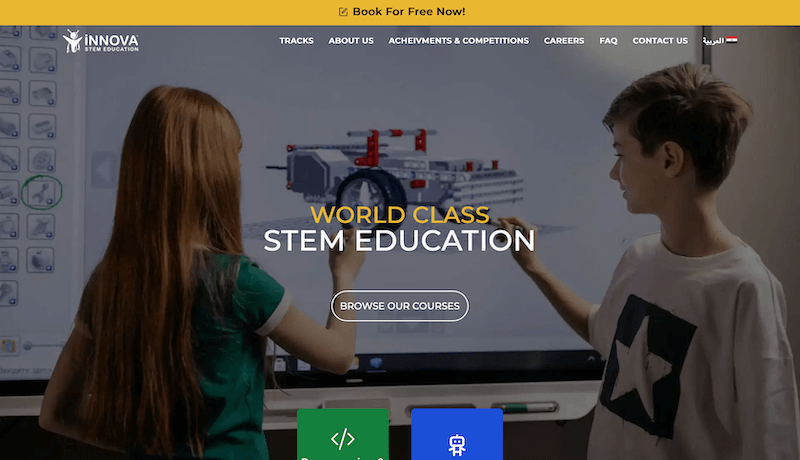 Book For Free Now!
iNNOVA
STEM EDUCATION
TRACKS
ABOUT US
ACHEIVMENTS & COMPETITIONS
CAREERS
FAQ
CONTACT US
العربية
WORLD CLASS
STEM EDUCATION
BROWSE OUR COURSES